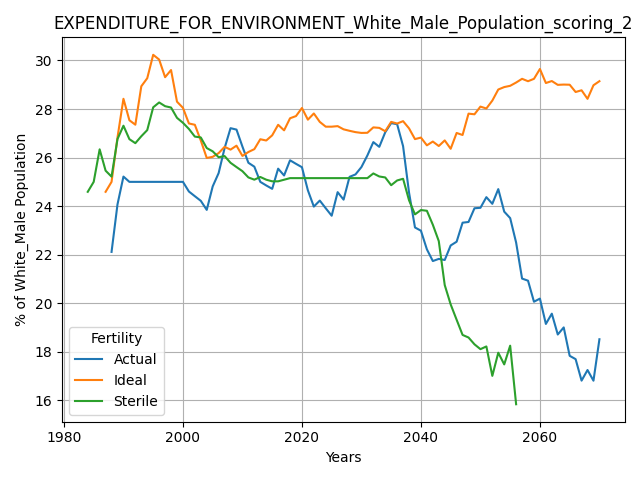 EXPENDITURE_FOR_ENVIRONMENT_White_Male_Population_scoring_2
% of White_Male Population
30
28
26
24
22
20
18
16
Fertility
Actual
Ideal
Sterile
1980 2000 2020 2040 2060
Years